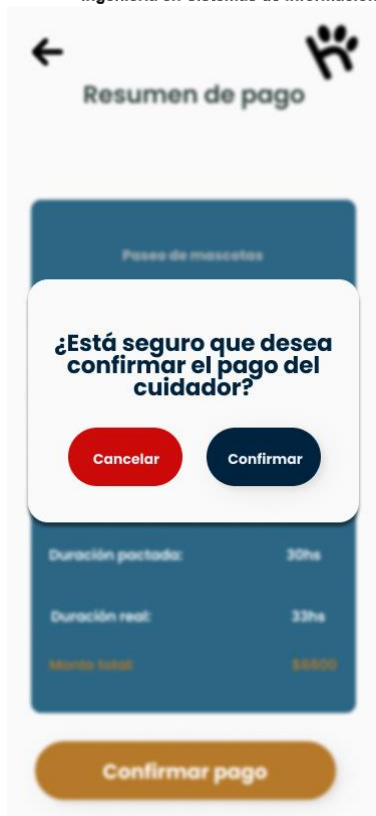 Ingeniería en Sistemas de Información
Resumen de pago
Paseo de mascotas
¿Está seguro que desea
confirmar el pago del
cuidador?
Cancelar
Confirmar
Duración pactada: 30hs
Duración real: 33hs
Monto total: $6600
Confirmar pago